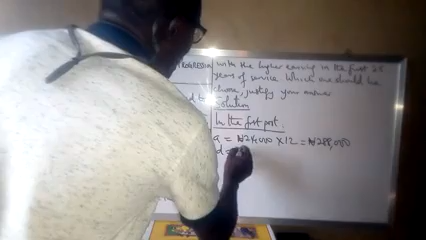 PROGRESSION
with the higher earning in the first 25
years of service. Which one should he
choose, justify your answer
Solution
In the first post.
a = ₦24,000 × 12 = ₦288,000
d =